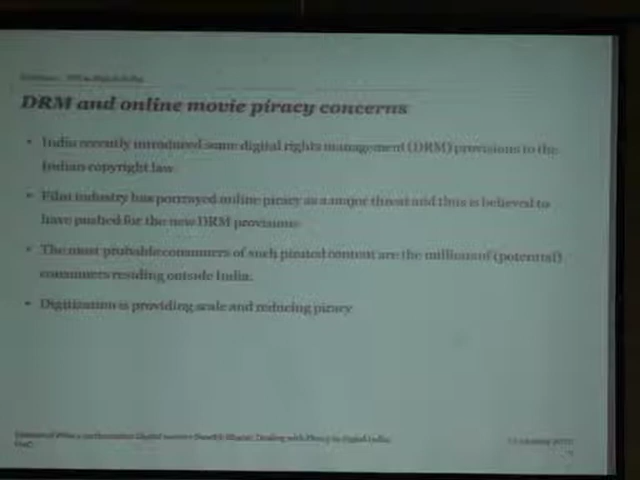 DRM and online movie piracy concerns
• India recently introduced some digital rights management (DRM) provisions to the
Indian copyright law.
• Film industry has portrayed online piracy as a major threat and thus is believed to
have pushed for the new DRM provisions
• The most probable consumers of such pirated content are the millions of (potential)
consumers residing outside India.
• Digitization is providing scale and reducing piracy
PwC